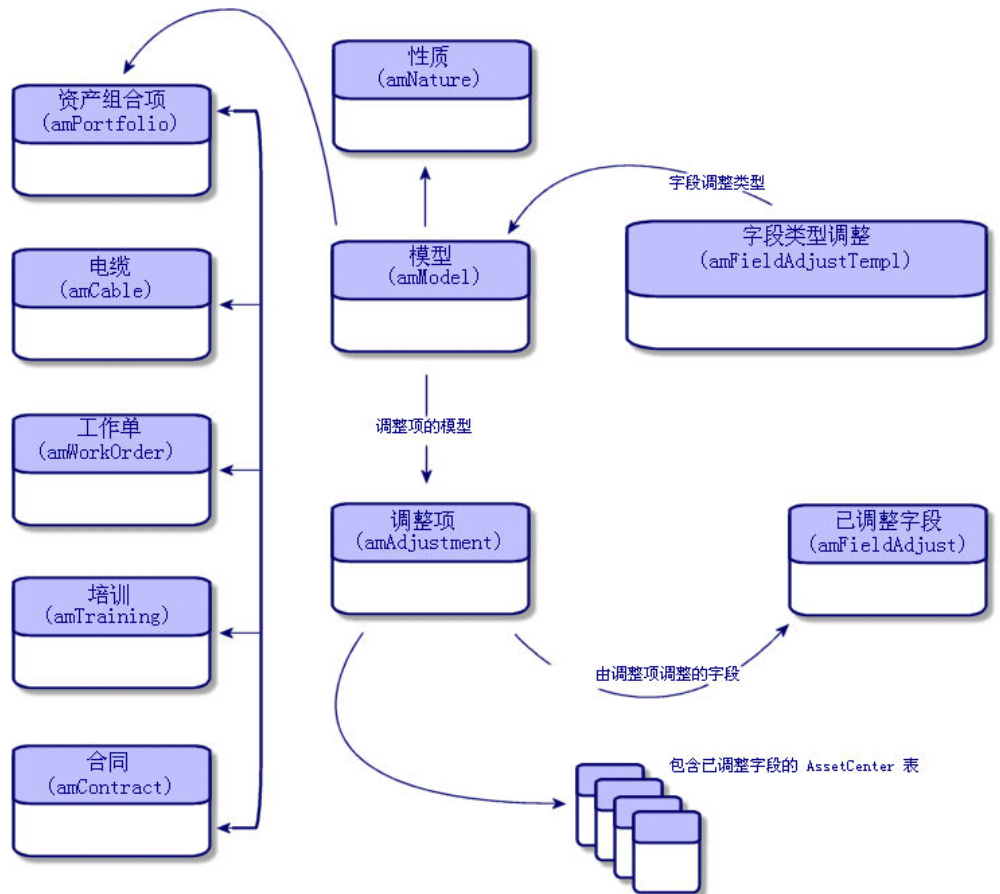 性质
(amNature)
资产组合项
(amPortfolio)
字段调整类型
模型
(amModel)
字段类型调整
(amFieldAdjustTempl)
电缆
(amCable)
调整项的模型
工作单
(amWorkOrder)
调整项
(amAdjustment)
已调整字段
(amFieldAdjust)
培训
(amTraining)
由调整项调整的字段
合同
(amContract)
包含已调整字段的 AssetCenter 表